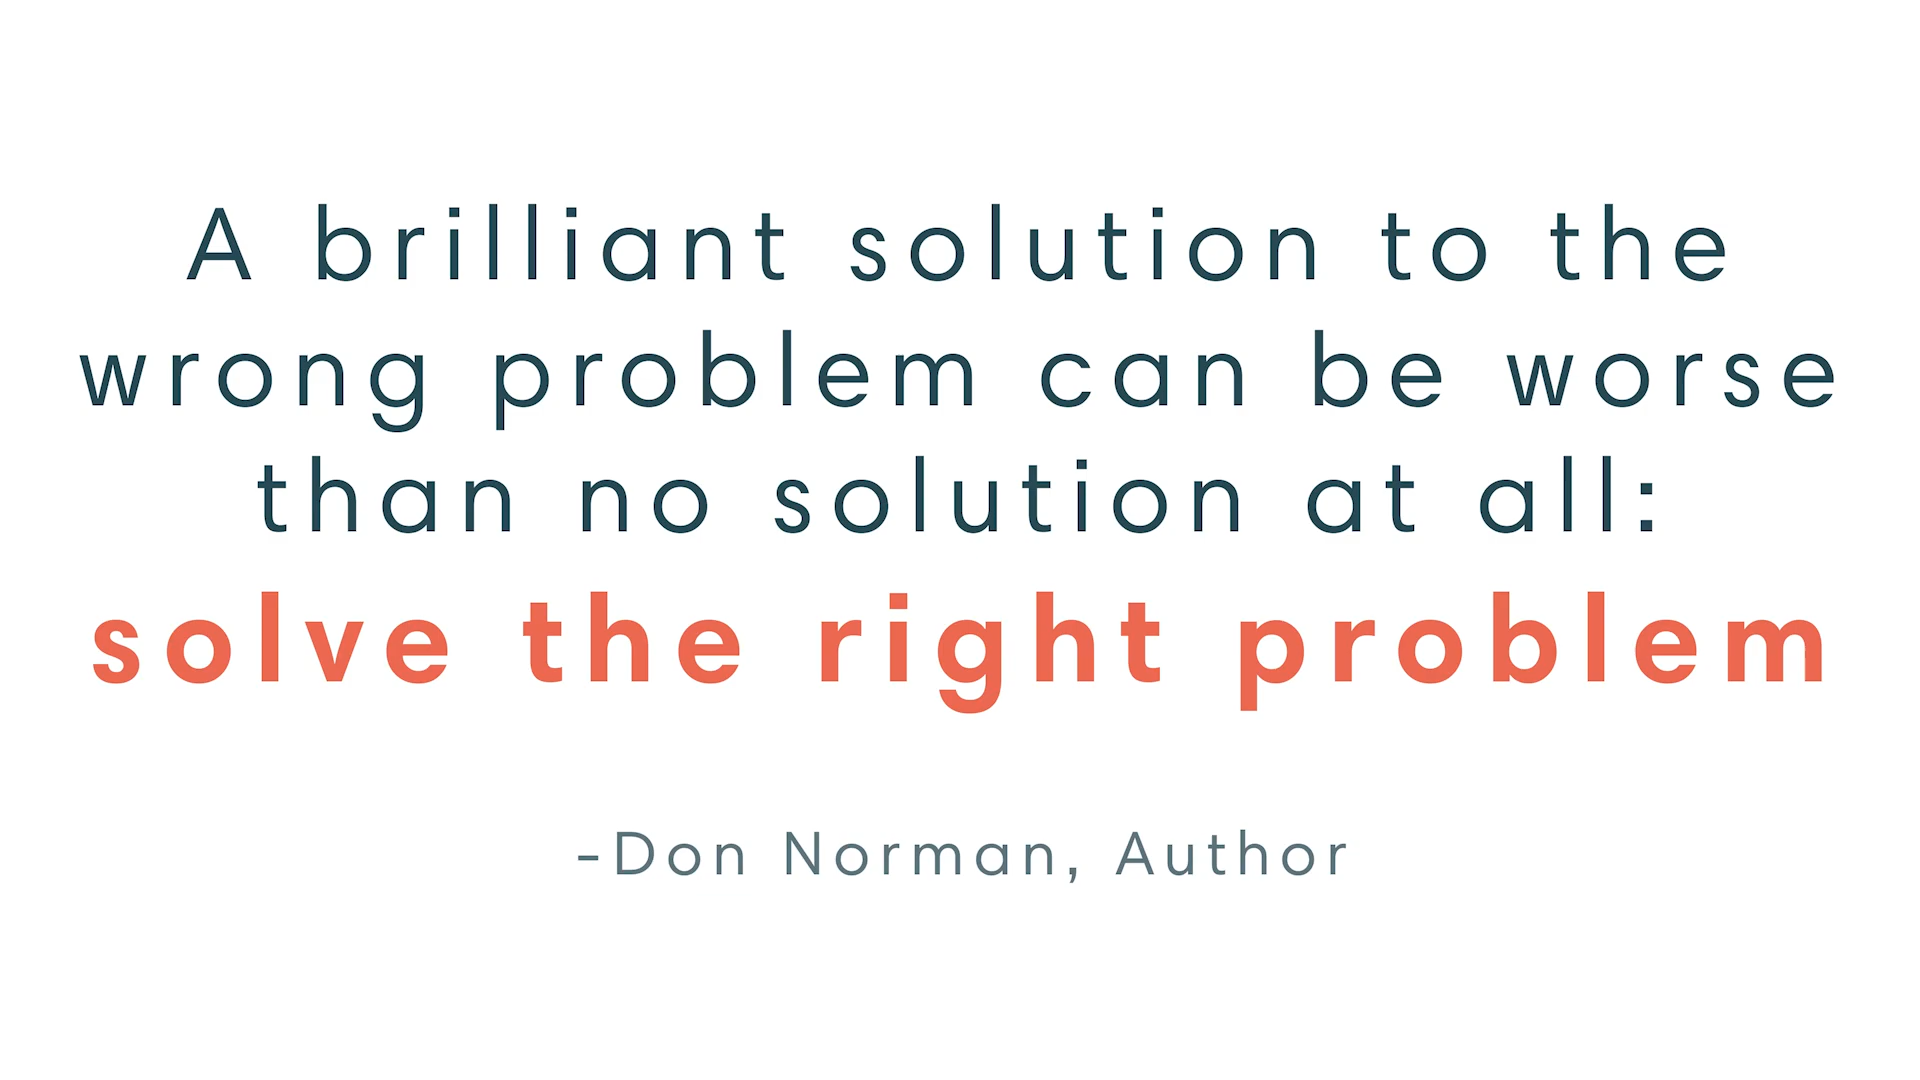 A brilliant solution to the
wrong problem can be worse
than no solution at all:
solve the right problem
-Don Norman, Author